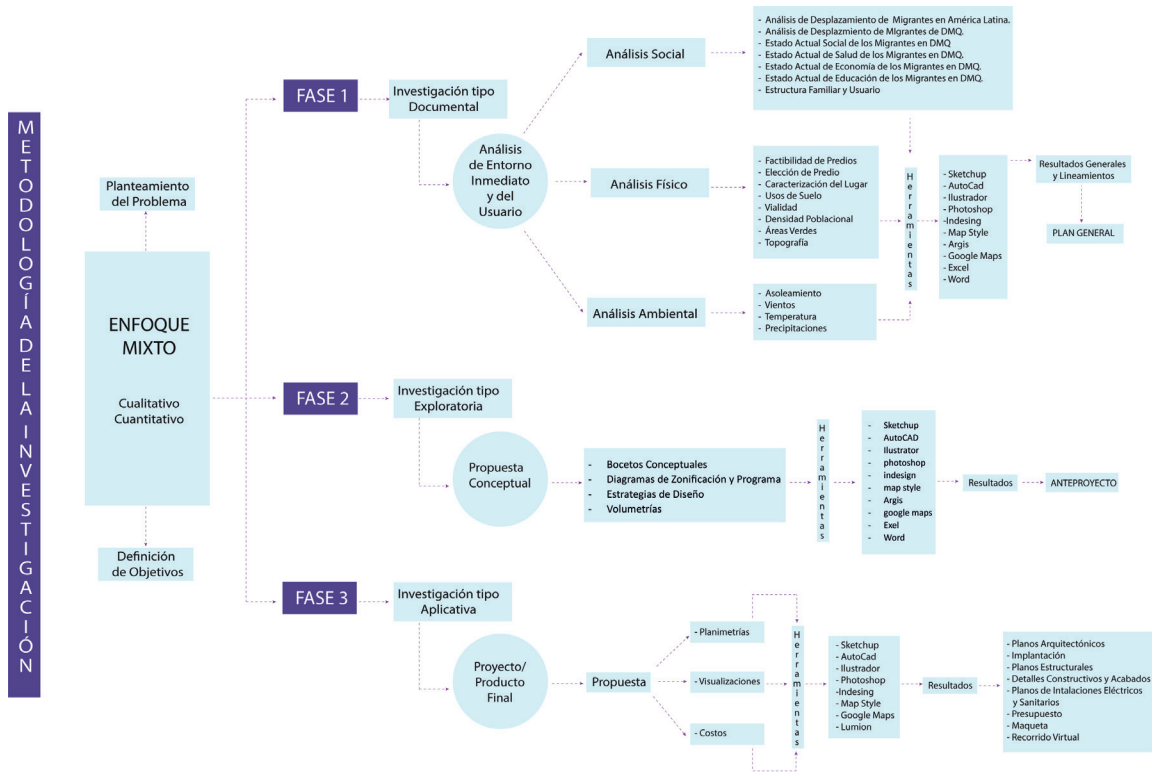 METODOLOGÍA DE LA INVESTIGACIÓN
Planteamiento
del Problema
ENFOQUE
MIXTO
Cualitativo
Cuantitativo
Definición
de Objetivos
FASE 1
Investigación tipo
Documental
Análisis
de Entorno
Inmediato
y del
Usuario
Análisis Social
- Análisis de Desplazamiento de Migrantes en América Latina.
- Análisis de Desplazmiento de MIgrantes de DMQ.
- Estado Actual Social de los Migrantes en DMQ
- Estado Actual de Salud de los Migrantes en DMQ.
- Estado Actual de Economía de los Migrantes en DMQ.
- Estado Actual de Educación de los Migrantes en DMQ.
- Estructura Familiar y Usuario
Análisis Físico
- Factibilidad de Predios
- Elección de Predio
- Caracterización del Lugar
- Usos de Suelo
- Vialidad
- Densidad Poblacional
- Áreas Verdes
- Topografía
Análisis Ambiental
- Asoleamiento
- Vientos
- Temperatura
- Precipitaciones
Herramientas
- Sketchup
- AutoCad
- Ilustrador
- Photoshop
-Indesing
- Map Style
- Argis
- Google Maps
- Excel
- Word
Resultados Generales
y Lineamientos
PLAN GENERAL
FASE 2
Investigación tipo
Exploratoria
Propuesta
Conceptual
- Bocetos Conceptuales
- Diagramas de Zonificación y Programa
- Estrategias de Diseño
- Volumetrías
Herramientas
- Sketchup
- AutoCAD
- Ilustrator
- photoshop
- indesign
- map style
- Argis
- google maps
- Exel
- Word
Resultados
ANTEPROYECTO
FASE 3
Investigación tipo
Aplicativa
Proyecto/
Producto
Final
Propuesta
- Planimetrías
- Visualizaciones
- Costos
Herramientas
- Sketchup
- AutoCad
- Ilustrador
- Photoshop
-Indesing
- Map Style
- Google Maps
- Lumion
Resultados
- Planos Arquitectónicos
- Implantación
- Planos Estructurales
- Detalles Constructivos y Acabados
- Planos de Intalaciones Eléctricos
y Sanitarios
- Presupuesto
- Maqueta
- Recorrido Virtual